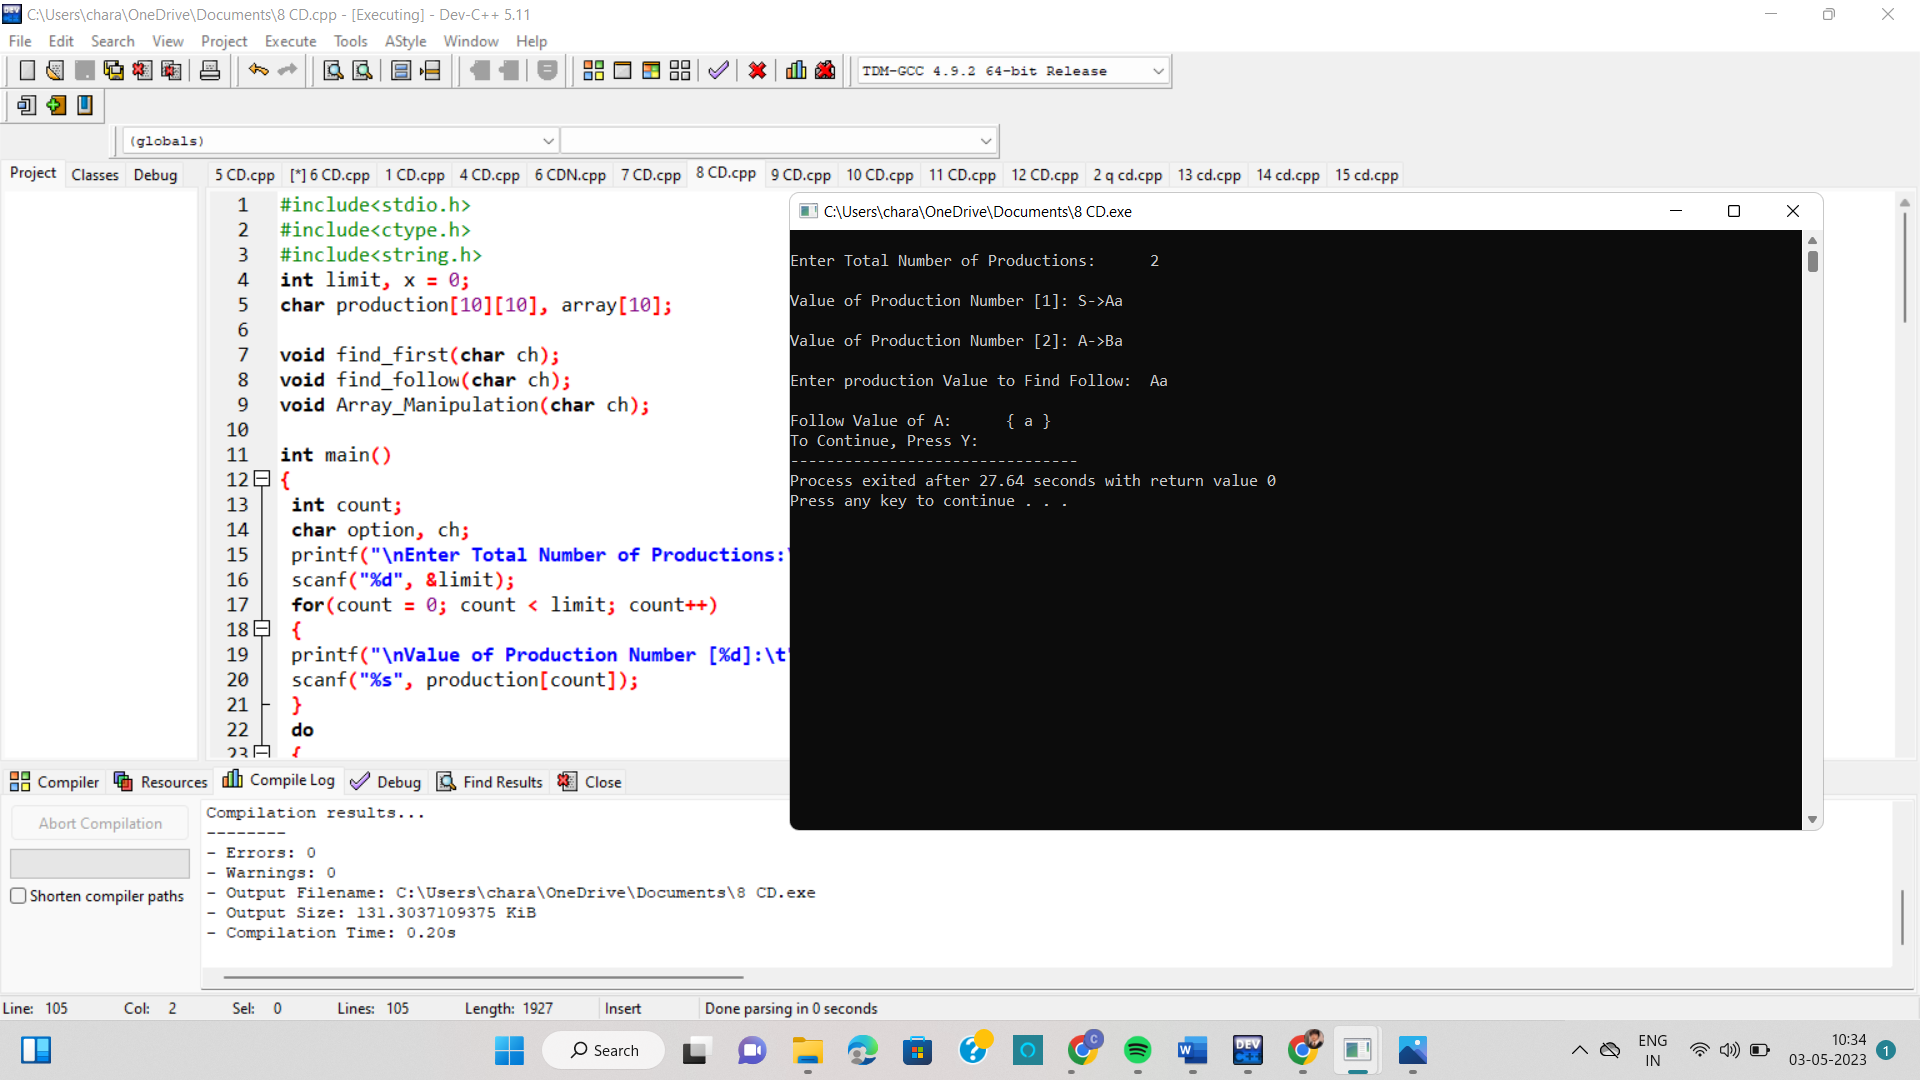 C:\Users\chara\OneDrive\Documents\8 CD.cpp - [Executing] - Dev-C++ 5.11
File Edit Search View Project Execute Tools AStyle Window Help
TDM-GCC 4.9.2 64-bit Release
(globals)
Project Classes Debug
5 CD.cpp [*] 6 CD.cpp 1 CD.cpp 4 CD.cpp 6 CDN.cpp 7 CD.cpp 8 CD.cpp 9 CD.cpp 10 CD.cpp 11 CD.cpp 12 CD.cpp 2 q cd.cpp 13 cd.cpp 14 cd.cpp 15 cd.cpp
1 #include<stdio.h>
2 #include<ctype.h>
3 #include<string.h>
4 int limit, x = 0;
5 char production[10][10], array[10];
6
7 void find_first(char ch);
8 void find_follow(char ch);
9 void Array_Manipulation(char ch);
10
11 int main()
12 {
13 int count;
14 char option, ch;
15 printf("\nEnter Total Number of Productions:\
16 scanf("%d", &limit);
17 for(count = 0; count < limit; count++)
18 {
19 printf("\nValue of Production Number [%d]:\t"
20 scanf("%s", production[count]);
21 }
22 do
23 {
C:\Users\chara\OneDrive\Documents\8 CD.exe
Enter Total Number of Productions: 2
Value of Production Number [1]: S->Aa
Value of Production Number [2]: A->Ba
Enter production Value to Find Follow: Aa
Follow Value of A: { a }
To Continue, Press Y:
--------------------------------
Process exited after 27.64 seconds with return value 0
Press any key to continue . . .
Compiler Resources Compile Log Debug Find Results Close
Abort Compilation
Shorten compiler paths
Compilation results...
--------
- Errors: 0
- Warnings: 0
- Output Filename: C:\Users\chara\OneDrive\Documents\8 CD.exe
- Output Size: 131.3037109375 KiB
- Compilation Time: 0.20s
Line: 105 Col: 2 Sel: 0 Lines: 105 Length: 1927 Insert Done parsing in 0 seconds
Search
DEV
C++
C
W
ENG
IN
10:34
03-05-2023
1